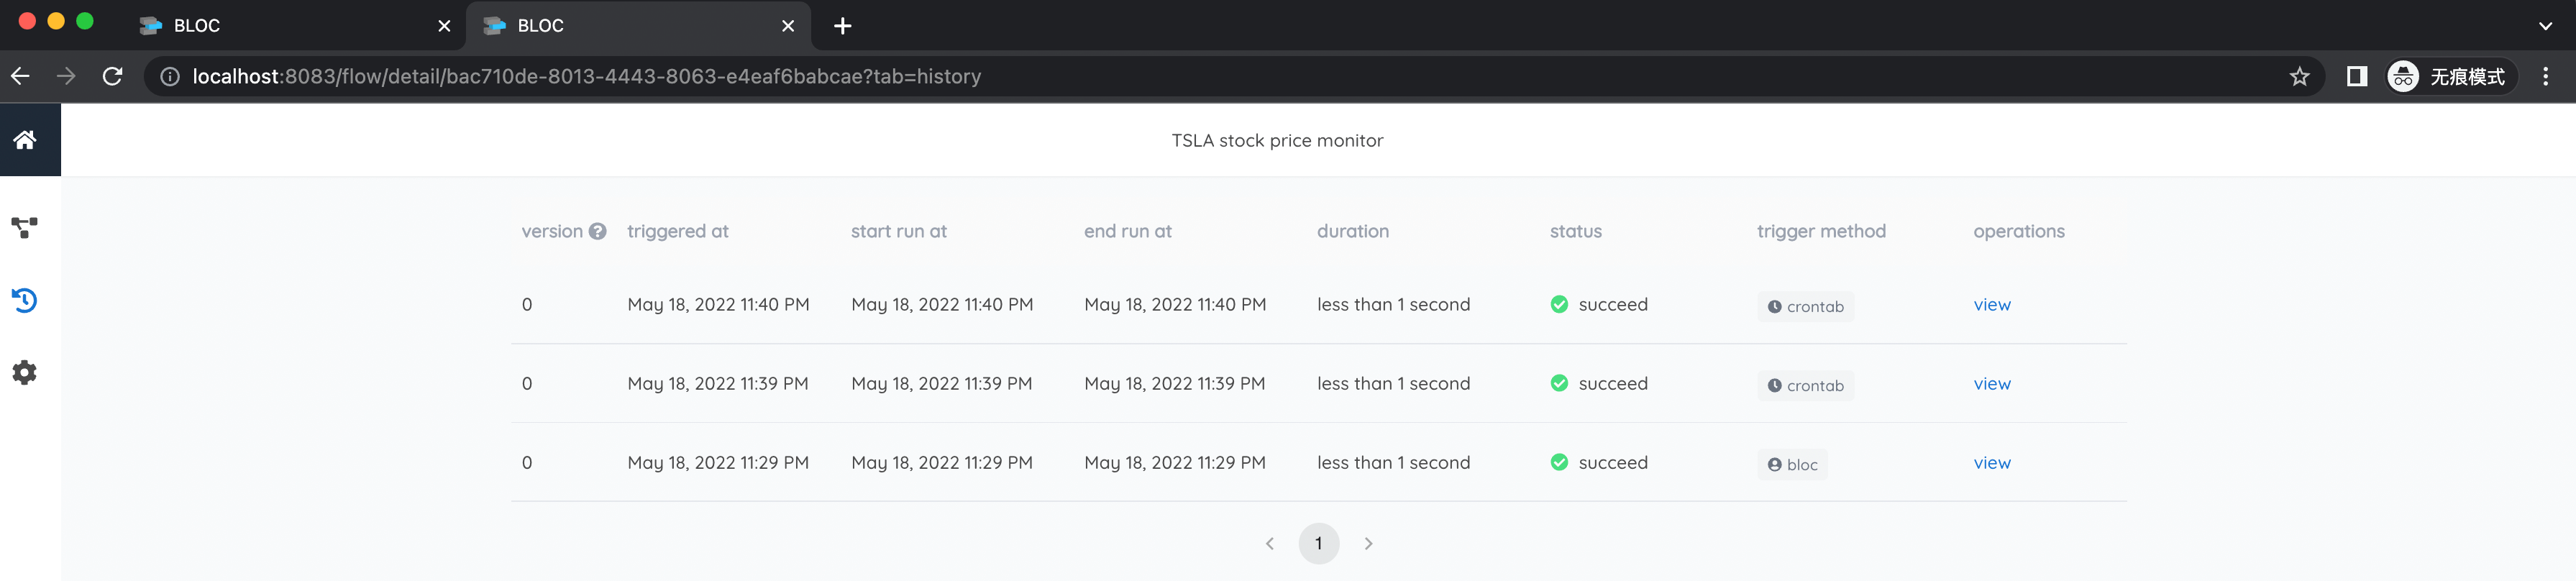 BLOC
BLOC
localhost:8083/flow/detail/bac710de-8013-4443-8063-e4eaf6babcae?tab=history
无痕模式
TSLA stock price monitor
version triggered at start run at end run at duration status trigger method operations
0 May 18, 2022 11:40 PM May 18, 2022 11:40 PM May 18, 2022 11:40 PM less than 1 second succeed crontab view
0 May 18, 2022 11:39 PM May 18, 2022 11:39 PM May 18, 2022 11:39 PM less than 1 second succeed crontab view
0 May 18, 2022 11:29 PM May 18, 2022 11:29 PM May 18, 2022 11:29 PM less than 1 second succeed bloc view
1